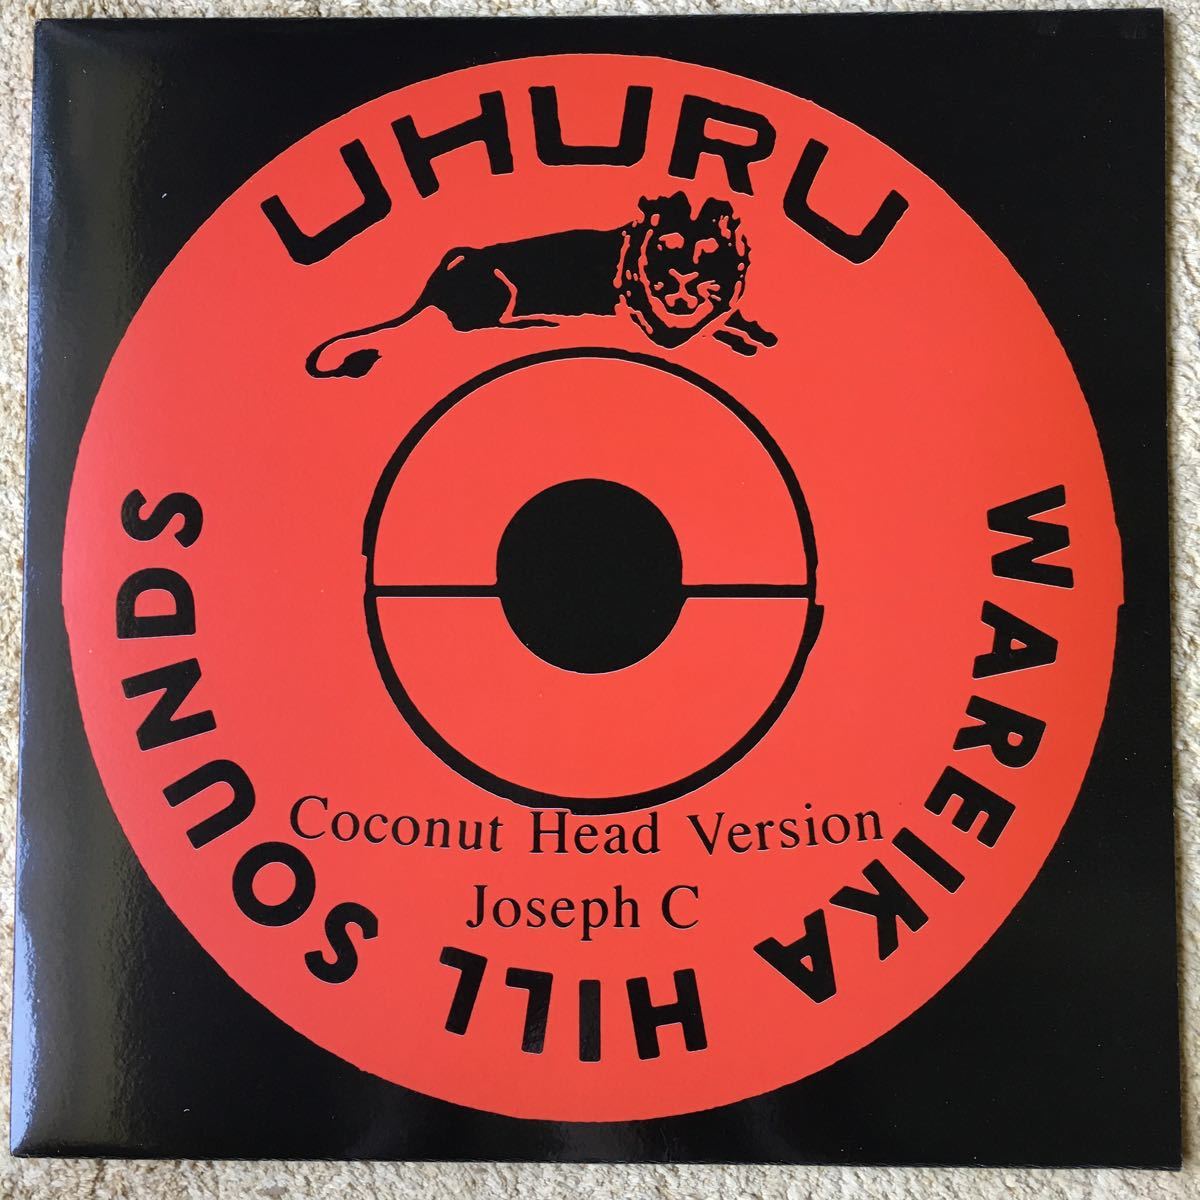 UHURU
WAREIKA HILL SOUNDS
Coconut Head Version
Joseph C